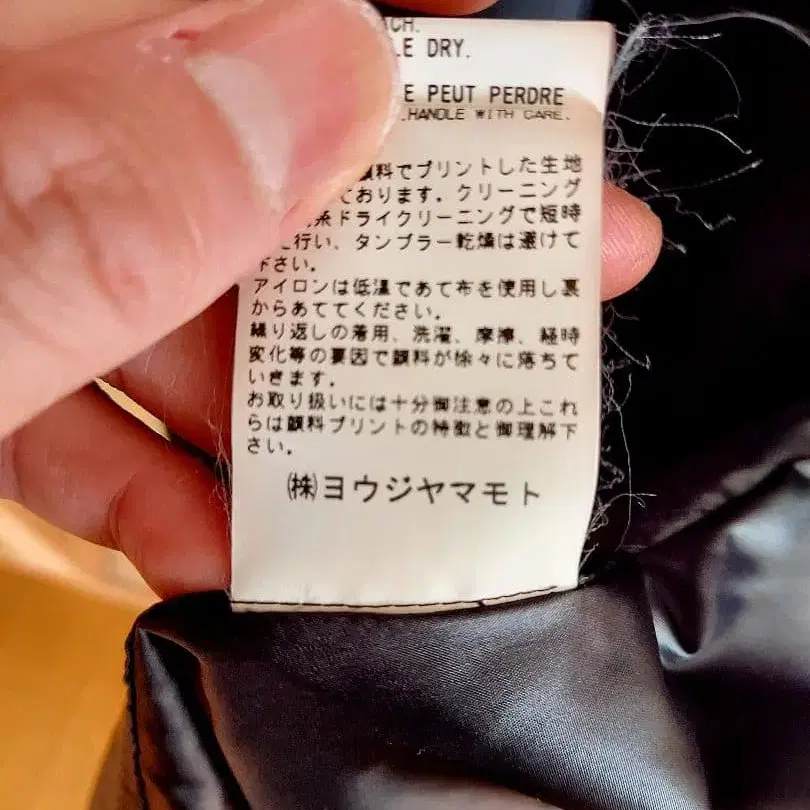 CH.
LE DRY.
E PEUT PERDRE
.HANDLE WITH CARE.
顔料でプリントした生地
ております。クリーニング
系ドライクリーニングで短時
行い、タンブラー乾燥は避けて
下さい。
アイロンは低温であて布を使用し裏
からあててください。
繰り返しの着用、洗濯、摩擦、経時
変化等の要因で顔料が徐々に落ちて
いきます。
お取り扱いには十分御注意の上これ
らは顔料プリントの特徴と御理解下
さい。
㈱ヨウジヤマモト